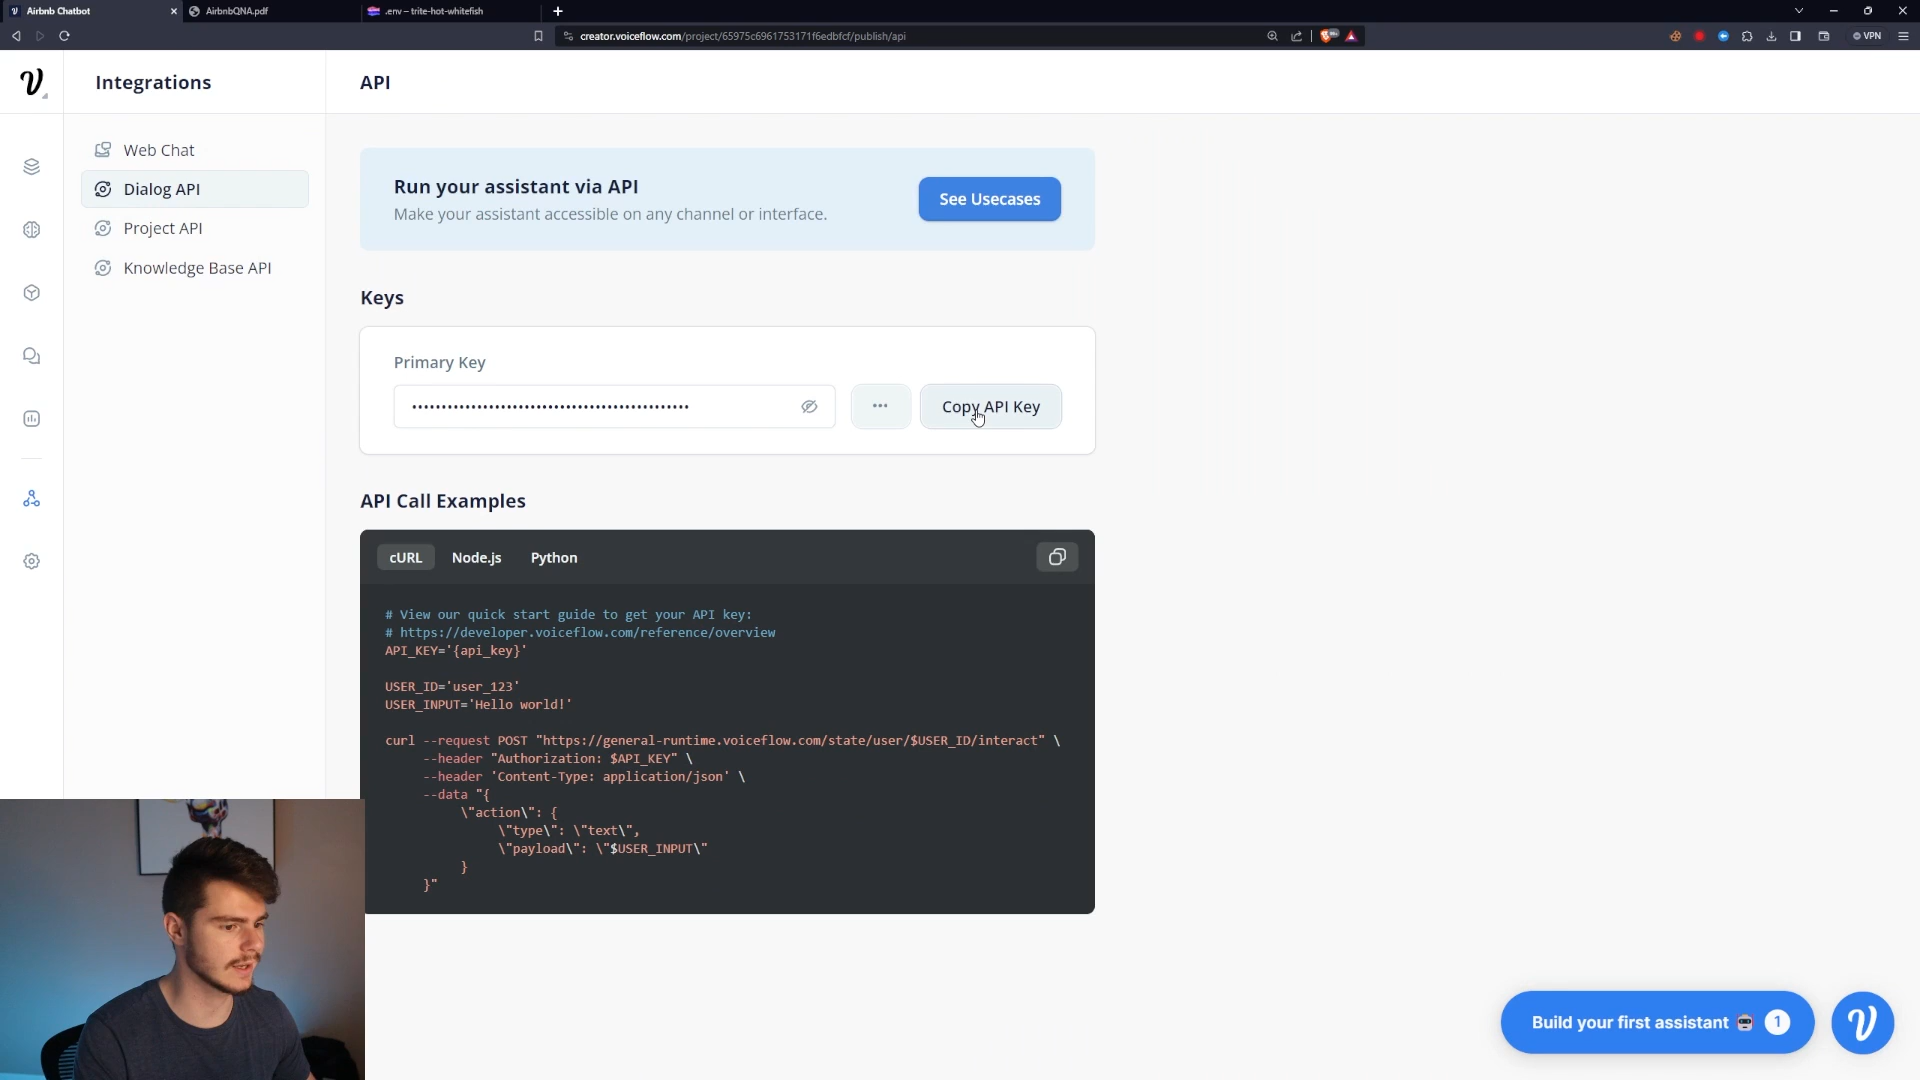 Airbnb Chatbot
AirbnbQNA.pdf
.env – trite-hot-whitefish
creator.voiceflow.com/project/65975c6961753171f6edbfcf/publish/api
VPN
Integrations
API
Web Chat
Dialog API
Project API
Knowledge Base API
Run your assistant via API
Make your assistant accessible on any channel or interface.
See Usecases
Keys
Primary Key
••••••••••••••••••••••••••••••••••••••••••••••
Copy API Key
API Call Examples
cURL Node.js Python
# View our quick start guide to get your API key:
# https://developer.voiceflow.com/reference/overview
API_KEY='{api_key}'
USER_ID='user_123'
USER_INPUT='Hello world!'
curl --request POST "https://general-runtime.voiceflow.com/state/user/$USER_ID/interact" \
--header "Authorization: $API_KEY" \
--header 'Content-Type: application/json' \
--data "{
\"action\": {
\"type\": \"text\",
\"payload\": \"$USER_INPUT\"
}
}"
Build your first assistant 🤖 1